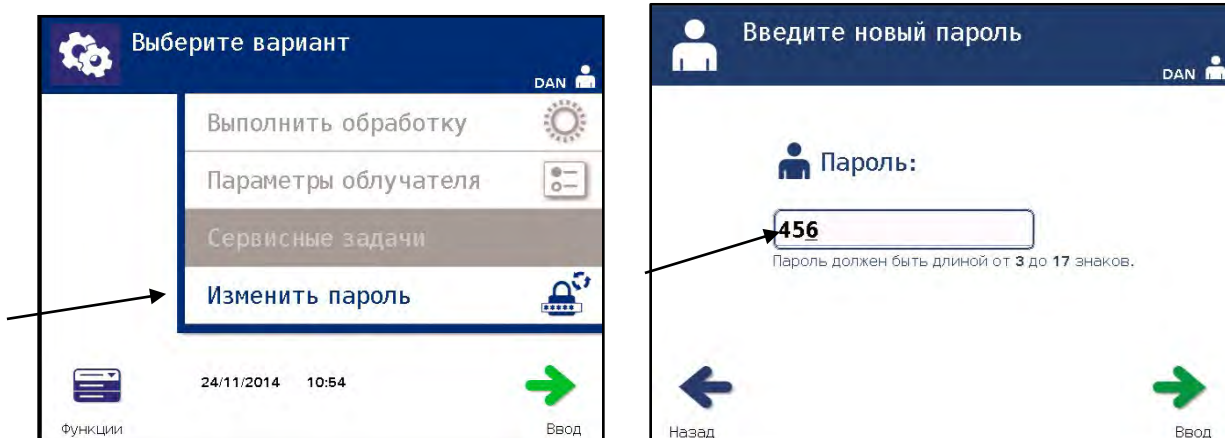 Выберите вариант
DAN
Выполнить обработку
Параметры облучателя
Сервисные задачи
Изменить пароль
24/11/2014 10:54
Функции
Ввод
Введите новый пароль
DAN
Пароль:
456
Пароль должен быть длиной от 3 до 17 знаков.
Назад
Ввод